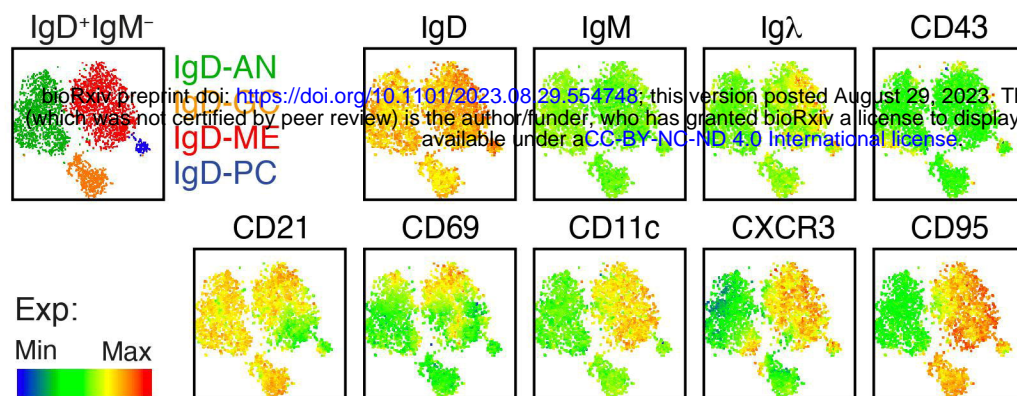 IgD⁺IgM⁻
IgD
IgM
Igλ
CD43
IgD-AN
IgD-GC
IgD-ME
IgD-PC
bioRxiv preprint doi: https://doi.org/10.1101/2023.08.29.554748; this version posted August 29, 2023. Th
(which was not certified by peer review) is the author/funder, who has granted bioRxiv a license to display
available under aCC-BY-NC-ND 4.0 International license.
CD21
CD69
CD11c
CXCR3
CD95
Exp:
Min Max